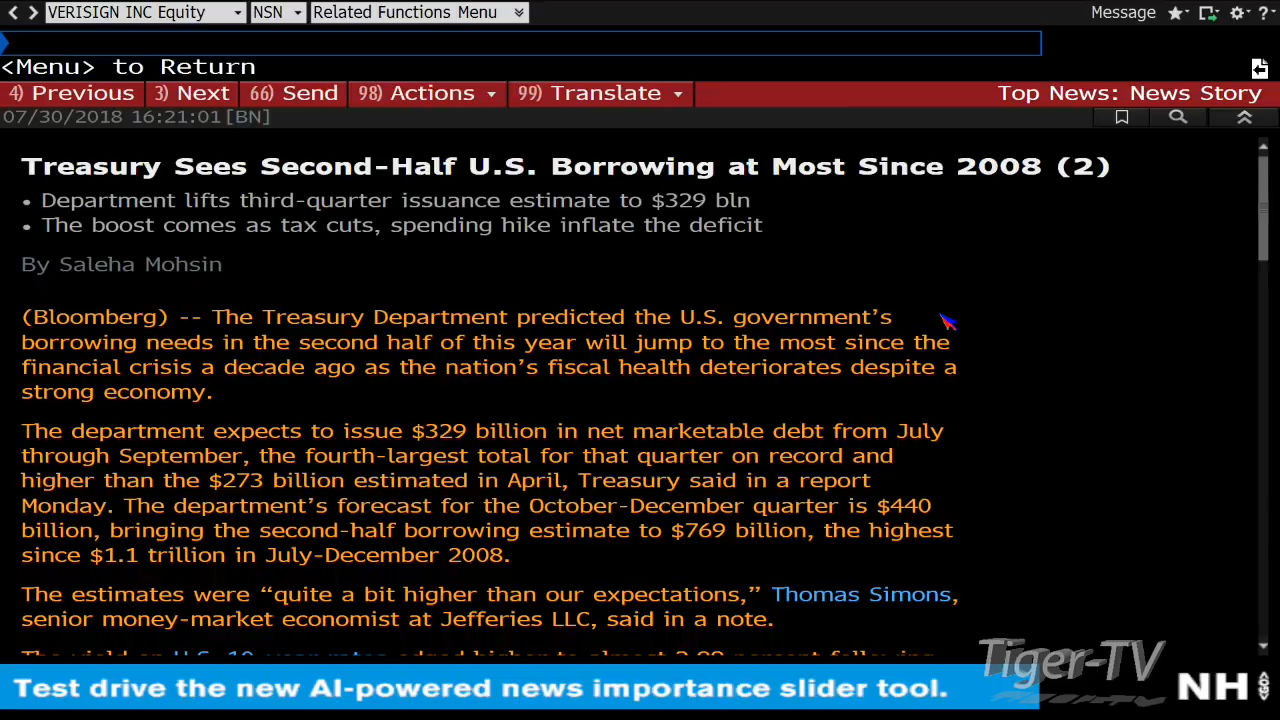 VERISIGN INC Equity NSN Related Functions Menu Message
<Menu> to Return
4) Previous 3) Next 66) Send 98) Actions 99) Translate Top News: News Story
07/30/2018 16:21:01[BN]
Treasury Sees Second-Half U.S. Borrowing at Most Since 2008 (2)
• Department lifts third-quarter issuance estimate to $329 bln
• The boost comes as tax cuts, spending hike inflate the deficit
By Saleha Mohsin
(Bloomberg) -- The Treasury Department predicted the U.S. government's
borrowing needs in the second half of this year will jump to the most since the
financial crisis a decade ago as the nation's fiscal health deteriorates despite a
strong economy.
The department expects to issue $329 billion in net marketable debt from July
through September, the fourth-largest total for that quarter on record and
higher than the $273 billion estimated in April, Treasury said in a report
Monday. The department's forecast for the October-December quarter is $440
billion, bringing the second-half borrowing estimate to $769 billion, the highest
since $1.1 trillion in July-December 2008.
The estimates were “quite a bit higher than our expectations,” Thomas Simons,
senior money-market economist at Jefferies LLC, said in a note.
Tiger-TV
Test drive the new AI-powered news importance slider tool. NH <GO>